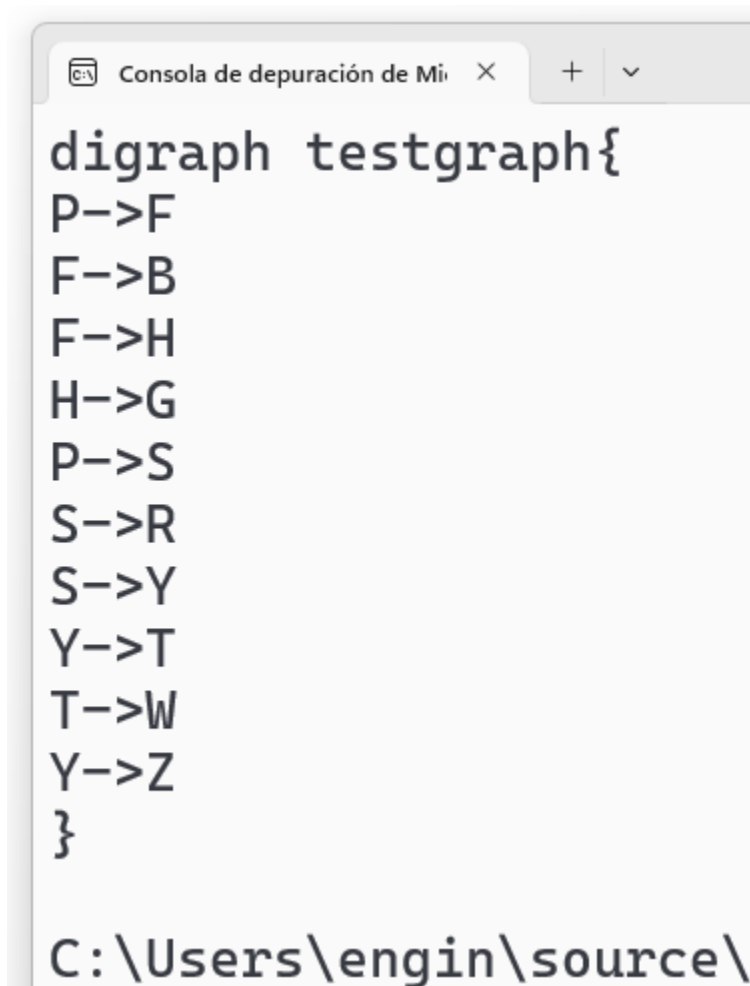 Consola de depuración de Mi
digraph testgraph{
P->F
F->B
F->H
H->G
P->S
S->R
S->Y
Y->T
T->W
Y->Z
}
C:\Users\engin\source\